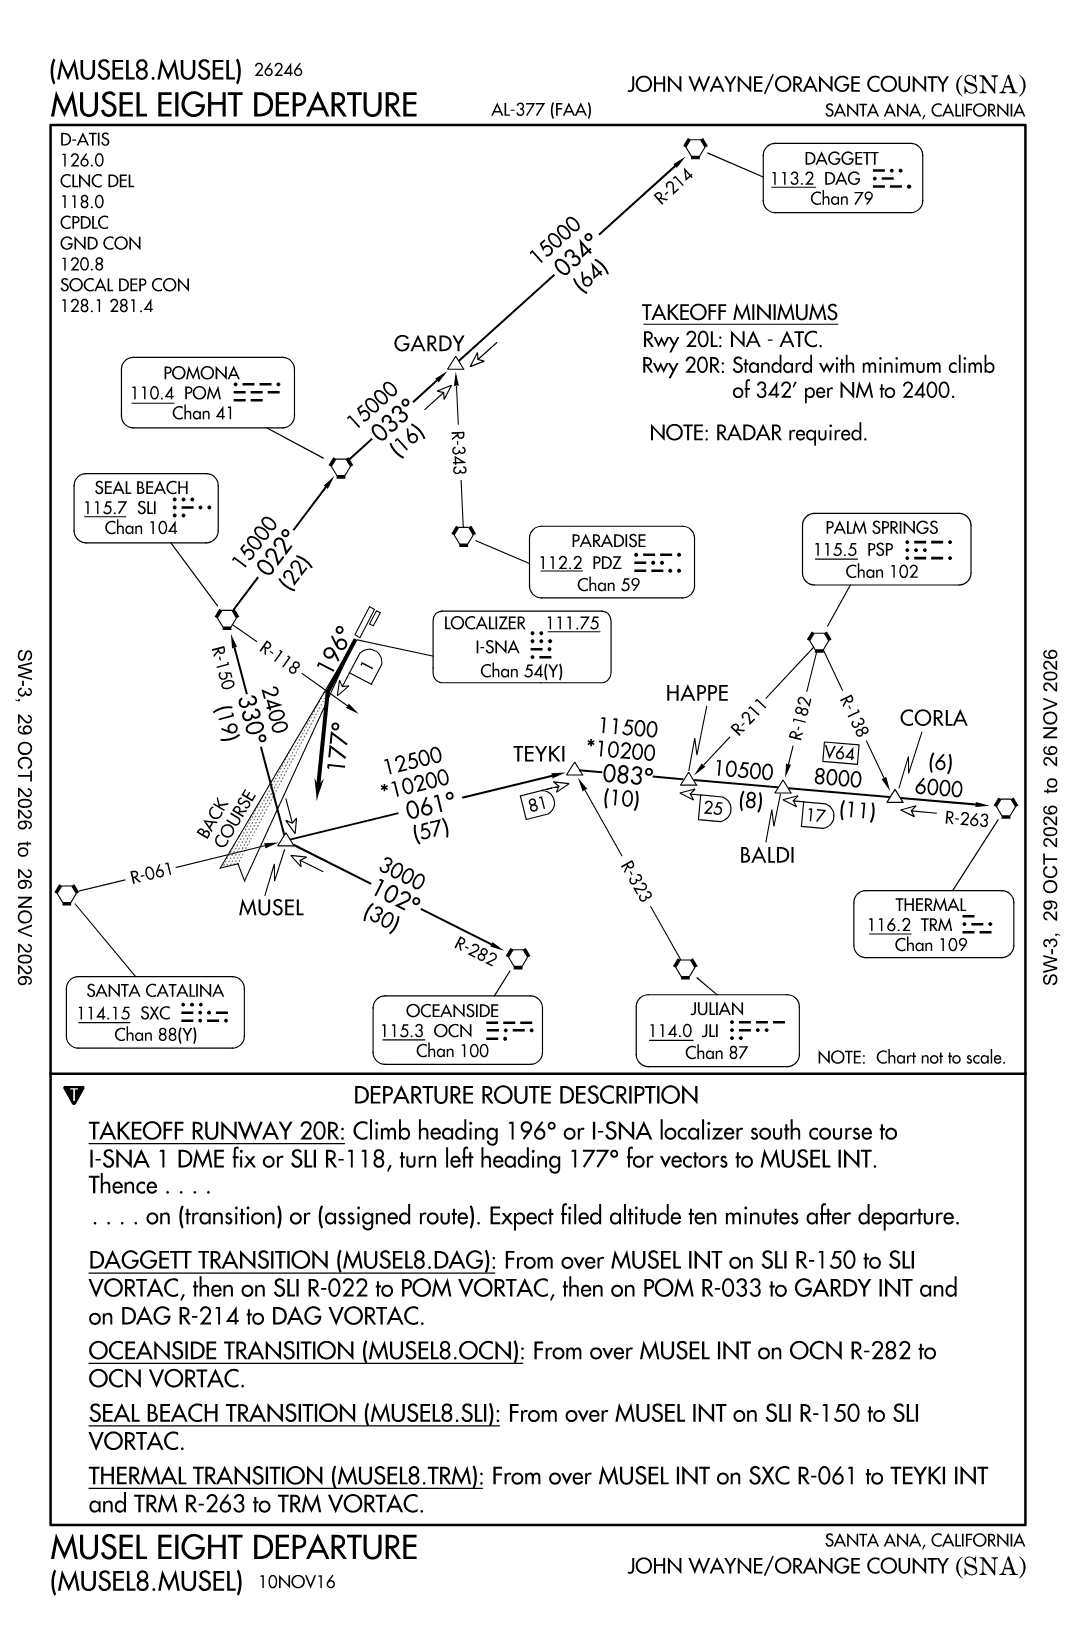 (MUSEL8.MUSEL) 26246
MUSEL EIGHT DEPARTURE
AL-377 (FAA)
JOHN WAYNE/ORANGE COUNTY (SNA)
SANTA ANA, CALIFORNIA
D-ATIS
126.0
CLNC DEL
118.0
CPDLC
GND CON
120.8
SOCAL DEP CON
128.1 281.4
DAGGETT
113.2 DAG
Chan 79
R-214
15000
034°
(64)
TAKEOFF MINIMUMS
Rwy 20L: NA - ATC.
Rwy 20R: Standard with minimum climb
of 342’ per NM to 2400.
NOTE: RADAR required.
GARDY
POMONA
110.4 POM
Chan 41
15000
033°
(16)
R-343
SEAL BEACH
115.7 SLI
Chan 104
15000
022°
(22)
PARADISE
112.2 PDZ
Chan 59
PALM SPRINGS
115.5 PSP
Chan 102
LOCALIZER 111.75
I-SNA
Chan 54(Y)
196°
1
R-118
R-150
2400
330°
(19)
177°
BACK
COURSE
HAPPE
R-211
R-182
R-138
CORLA
(6)
6000
V64
8000
(11)
10500
(8)
11500
*10200
083°
(10)
TEYKI
12500
*10200
061°
(57)
81
25
17
R-263
BALDI
R-061
MUSEL
3000
102°
(30)
R-282
R-323
THERMAL
116.2 TRM
Chan 109
SANTA CATALINA
114.15 SXC
Chan 88(Y)
OCEANSIDE
115.3 OCN
Chan 100
JULIAN
114.0 JLI
Chan 87
NOTE: Chart not to scale.
SW-3, 29 OCT 2026 to 26 NOV 2026
SW-3, 29 OCT 2026 to 26 NOV 2026
T
DEPARTURE ROUTE DESCRIPTION
TAKEOFF RUNWAY 20R: Climb heading 196° or I-SNA localizer south course to
I-SNA 1 DME fix or SLI R-118, turn left heading 177° for vectors to MUSEL INT.
Thence . . . .
. . . . on (transition) or (assigned route). Expect filed altitude ten minutes after departure.
DAGGETT TRANSITION (MUSEL8.DAG): From over MUSEL INT on SLI R-150 to SLI
VORTAC, then on SLI R-022 to POM VORTAC, then on POM R-033 to GARDY INT and
on DAG R-214 to DAG VORTAC.
OCEANSIDE TRANSITION (MUSEL8.OCN): From over MUSEL INT on OCN R-282 to
OCN VORTAC.
SEAL BEACH TRANSITION (MUSEL8.SLI): From over MUSEL INT on SLI R-150 to SLI
VORTAC.
THERMAL TRANSITION (MUSEL8.TRM): From over MUSEL INT on SXC R-061 to TEYKI INT
and TRM R-263 to TRM VORTAC.
MUSEL EIGHT DEPARTURE
(MUSEL8.MUSEL) 10NOV16
SANTA ANA, CALIFORNIA
JOHN WAYNE/ORANGE COUNTY (SNA)